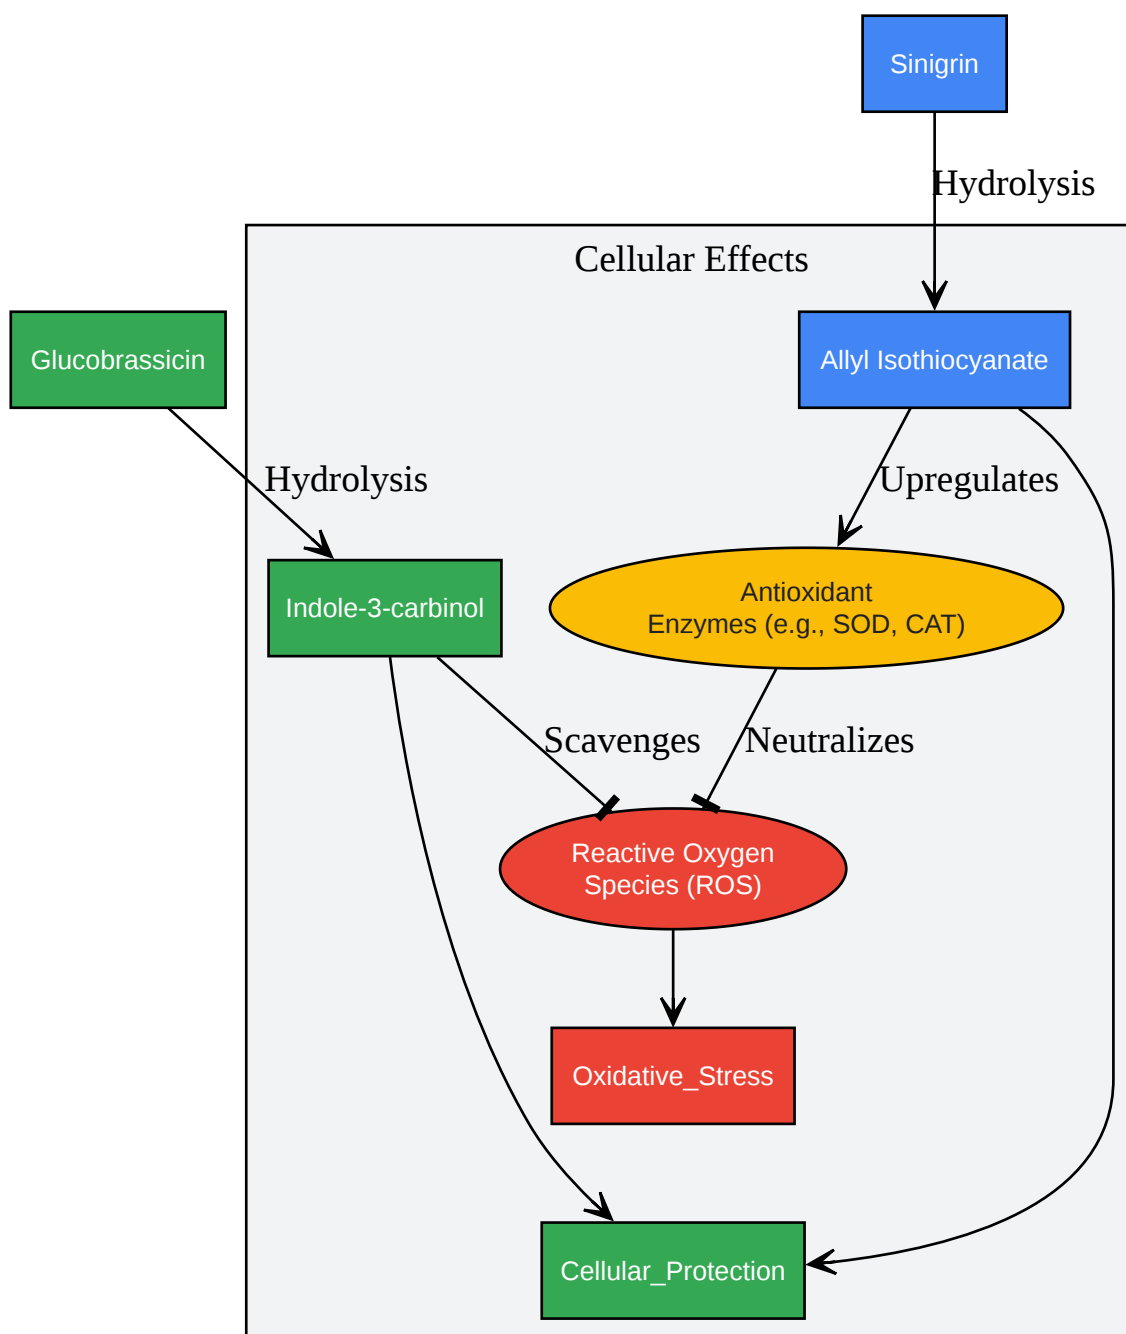 Sinigrin
Hydrolysis
Cellular Effects
Glucobrassicin
Allyl Isothiocyanate
Hydrolysis
Upregulates
Indole-3-carbinol
Antioxidant
Enzymes (e.g., SOD, CAT)
Scavenges
Neutralizes
Reactive Oxygen
Species (ROS)
Oxidative_Stress
Cellular_Protection